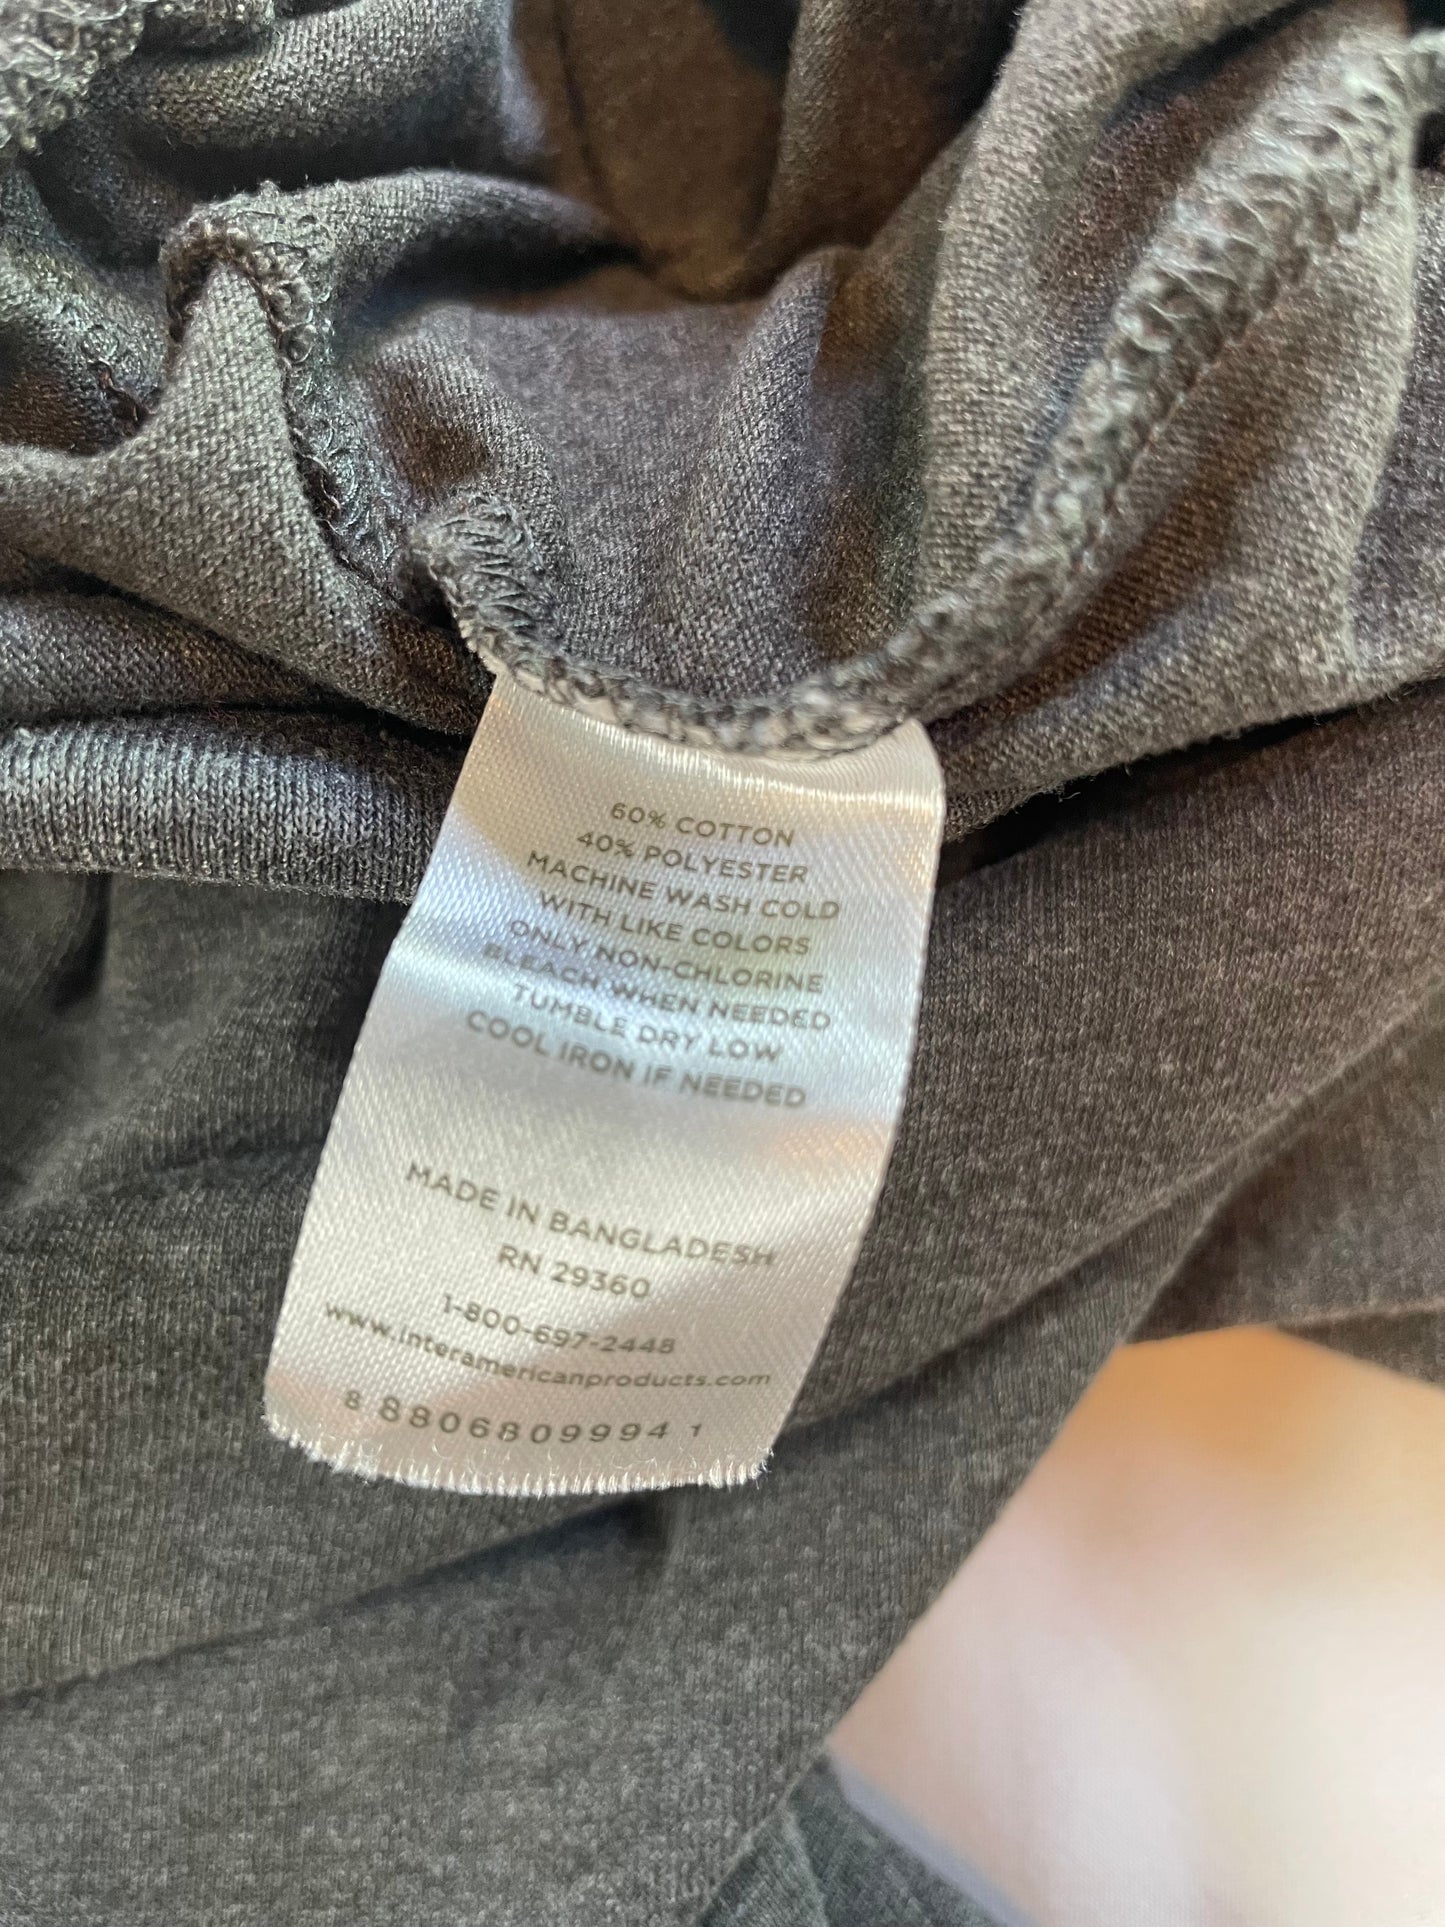 60% COTTON
40% POLYESTER
MACHINE WASH COLD
WITH LIKE COLORS
ONLY NON-CHLORINE
BLEACH WHEN NEEDED
TUMBLE DRY LOW
COOL IRON IF NEEDED
MADE IN BANGLADESH
RN 29360
1-800-697-2448
www.interamericanproducts.com
8 8806809994 1